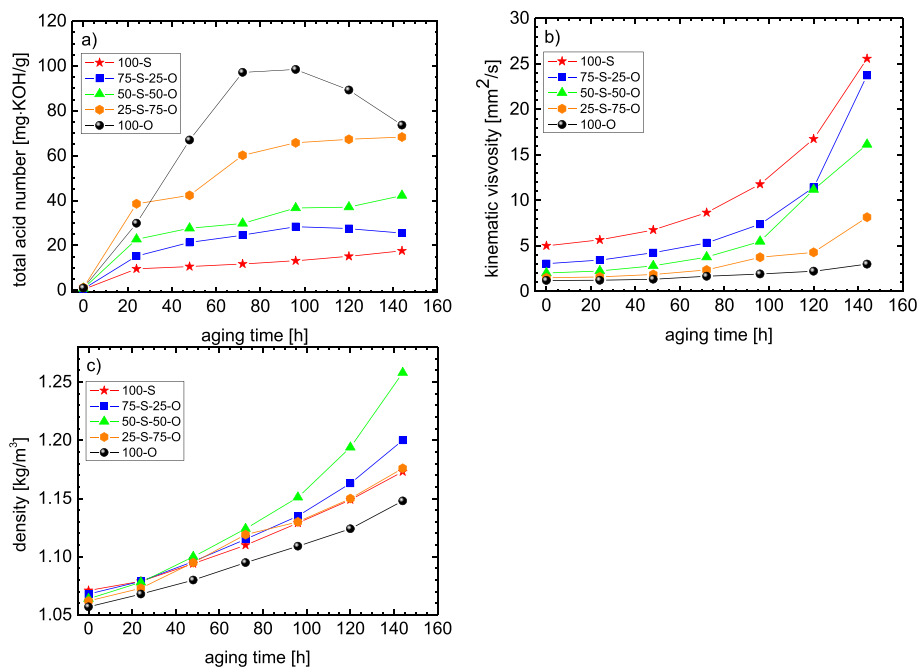 a)
total acid number [mg·KOH/g]
120
100
80
60
40
20
0
100-S
75-S-25-O
50-S-50-O
25-S-75-O
100-O
0 20 40 60 80 100 120 140 160
aging time [h]
b)
kinematic visvosity [mm²/s]
30
25
20
15
10
5
0
100-S
75-S-25-O
50-S-50-O
25-S-75-O
100-O
0 20 40 60 80 100 120 140 160
aging time [h]
c)
density [kg/m³]
1.25
1.20
1.15
1.10
1.05
100-S
75-S-25-O
50-S-50-O
25-S-75-O
100-O
0 20 40 60 80 100 120 140 160
aging time [h]